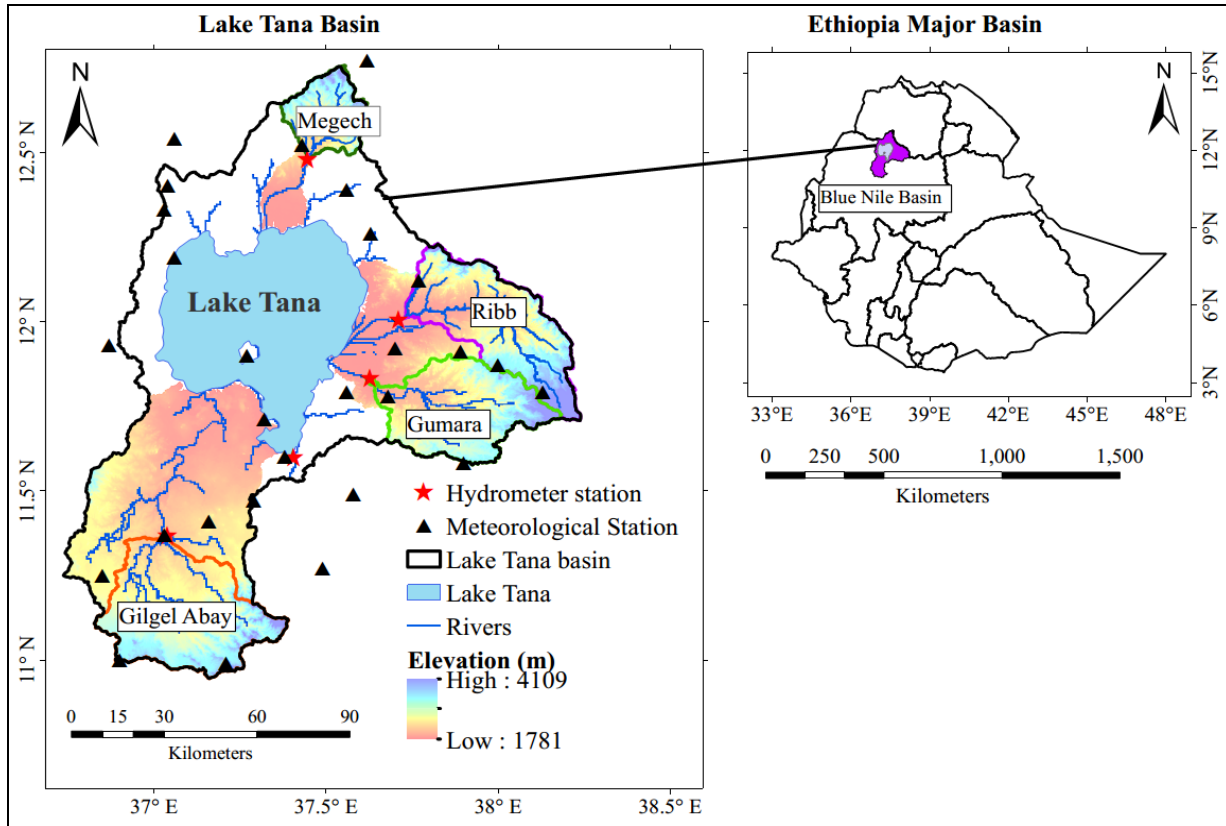 Lake Tana Basin
Ethiopia Major Basin
N
N
Megech
Lake Tana
Ribb
Gumara
Gilgel Abay
Blue Nile Basin
12.5° N
12° N
11.5° N
11° N
37° E
37.5° E
38° E
38.5° E
15°N
12°N
9°N
6°N
3°N
33°E
36°E
39°E
42°E
45°E
48°E
0 250 500 1,000 1,500
Kilometers
Hydrometer station
Meteorological Station
Lake Tana basin
Lake Tana
Rivers
Elevation (m)
High : 4109
Low : 1781
0 15 30 60 90
Kilometers